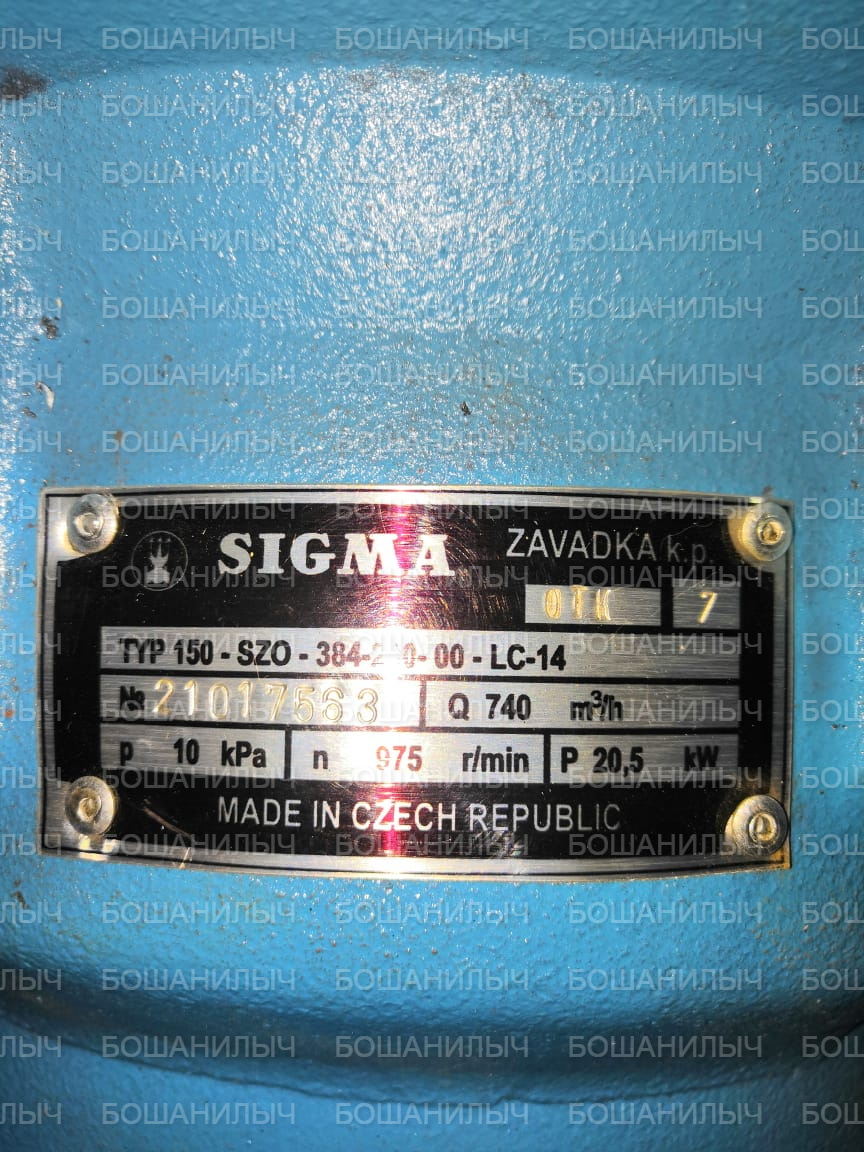 SIGMA ZAVADKA k.p.
OTK 7
TYP 150 - SZO - 00 - LC-14
№ 21017563 Q 740 m³/h
p 10 kPa n 975 r/min P 20,5 kW
MADE IN CZECH REPUBLIC
БОШАНИЛЫЧ